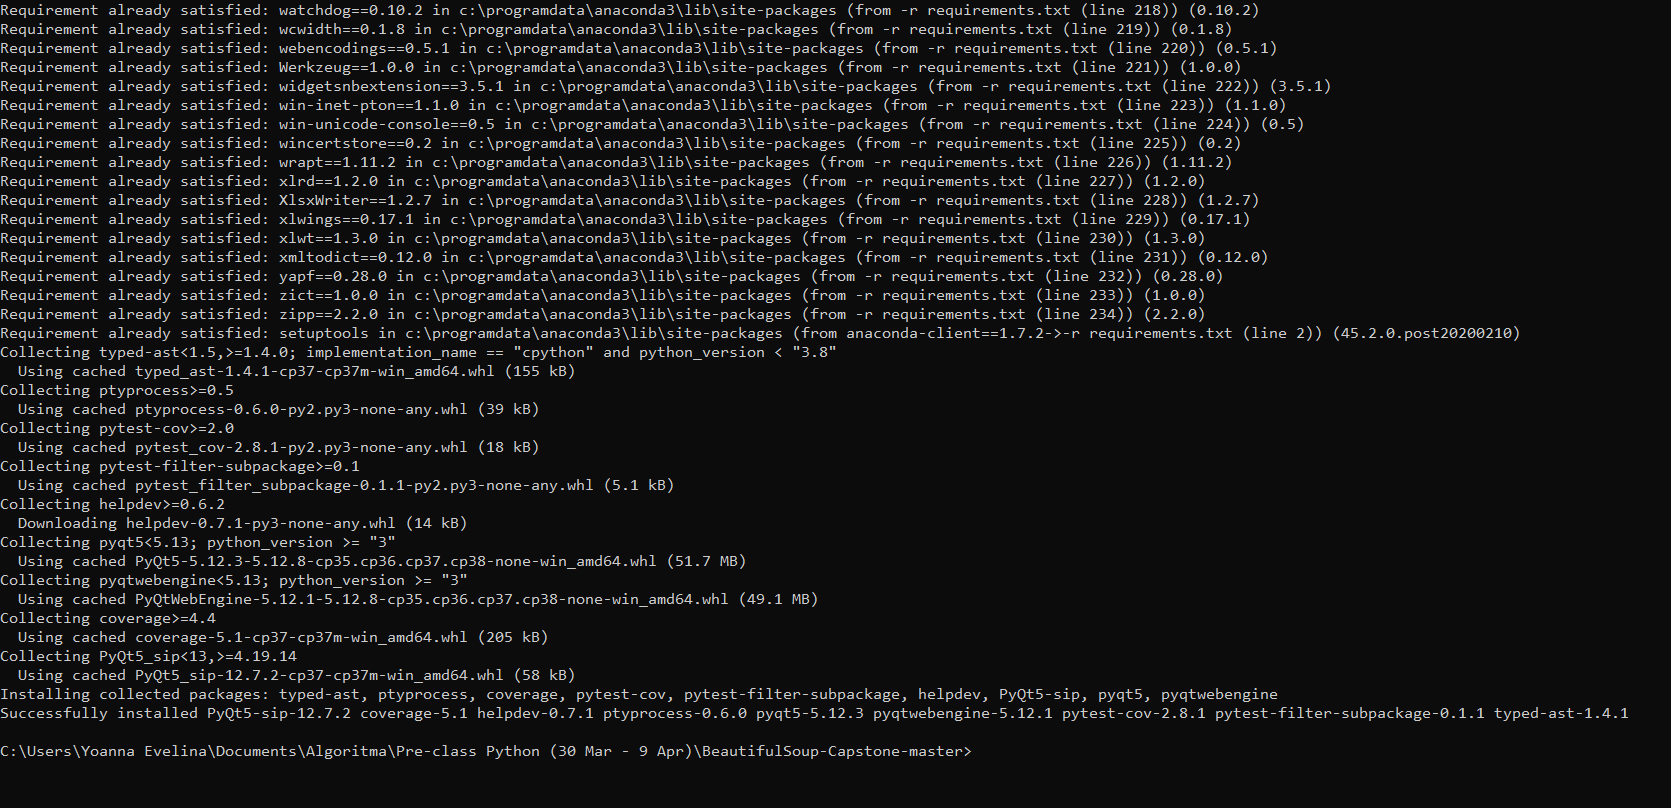 Requirement already satisfied: watchdog==0.10.2 in c:\programdata\anaconda3\lib\site-packages (from -r requirements.txt (line 218)) (0.10.2)
Requirement already satisfied: wcwidth==0.1.8 in c:\programdata\anaconda3\lib\site-packages (from -r requirements.txt (line 219)) (0.1.8)
Requirement already satisfied: webencodings==0.5.1 in c:\programdata\anaconda3\lib\site-packages (from -r requirements.txt (line 220)) (0.5.1)
Requirement already satisfied: Werkzeug==1.0.0 in c:\programdata\anaconda3\lib\site-packages (from -r requirements.txt (line 221)) (1.0.0)
Requirement already satisfied: widgetsnbextension==3.5.1 in c:\programdata\anaconda3\lib\site-packages (from -r requirements.txt (line 222)) (3.5.1)
Requirement already satisfied: win-inet-pton==1.1.0 in c:\programdata\anaconda3\lib\site-packages (from -r requirements.txt (line 223)) (1.1.0)
Requirement already satisfied: win-unicode-console==0.5 in c:\programdata\anaconda3\lib\site-packages (from -r requirements.txt (line 224)) (0.5)
Requirement already satisfied: wincertstore==0.2 in c:\programdata\anaconda3\lib\site-packages (from -r requirements.txt (line 225)) (0.2)
Requirement already satisfied: wrapt==1.11.2 in c:\programdata\anaconda3\lib\site-packages (from -r requirements.txt (line 226)) (1.11.2)
Requirement already satisfied: xlrd==1.2.0 in c:\programdata\anaconda3\lib\site-packages (from -r requirements.txt (line 227)) (1.2.0)
Requirement already satisfied: XlsxWriter==1.2.7 in c:\programdata\anaconda3\lib\site-packages (from -r requirements.txt (line 228)) (1.2.7)
Requirement already satisfied: xlwings==0.17.1 in c:\programdata\anaconda3\lib\site-packages (from -r requirements.txt (line 229)) (0.17.1)
Requirement already satisfied: xlwt==1.3.0 in c:\programdata\anaconda3\lib\site-packages (from -r requirements.txt (line 230)) (1.3.0)
Requirement already satisfied: xmltodict==0.12.0 in c:\programdata\anaconda3\lib\site-packages (from -r requirements.txt (line 231)) (0.12.0)
Requirement already satisfied: yapf==0.28.0 in c:\programdata\anaconda3\lib\site-packages (from -r requirements.txt (line 232)) (0.28.0)
Requirement already satisfied: zict==1.0.0 in c:\programdata\anaconda3\lib\site-packages (from -r requirements.txt (line 233)) (1.0.0)
Requirement already satisfied: zipp==2.2.0 in c:\programdata\anaconda3\lib\site-packages (from -r requirements.txt (line 234)) (2.2.0)
Requirement already satisfied: setuptools in c:\programdata\anaconda3\lib\site-packages (from anaconda-client==1.7.2->-r requirements.txt (line 2)) (45.2.0.post20200210)
Collecting typed-ast<1.5,>=1.4.0; implementation_name == "cpython" and python_version < "3.8"
  Using cached typed_ast-1.4.1-cp37-cp37m-win_amd64.whl (155 kB)
Collecting ptyprocess>=0.5
  Using cached ptyprocess-0.6.0-py2.py3-none-any.whl (39 kB)
Collecting pytest-cov>=2.0
  Using cached pytest_cov-2.8.1-py2.py3-none-any.whl (18 kB)
Collecting pytest-filter-subpackage>=0.1
  Using cached pytest_filter_subpackage-0.1.1-py2.py3-none-any.whl (5.1 kB)
Collecting helpdev>=0.6.2
  Downloading helpdev-0.7.1-py3-none-any.whl (14 kB)
Collecting pyqt5<5.13; python_version >= "3"
  Using cached PyQt5-5.12.3-5.12.8-cp35.cp36.cp37.cp38-none-win_amd64.whl (51.7 MB)
Collecting pyqtwebengine<5.13; python_version >= "3"
  Using cached PyQtWebEngine-5.12.1-5.12.8-cp35.cp36.cp37.cp38-none-win_amd64.whl (49.1 MB)
Collecting coverage>=4.4
  Using cached coverage-5.1-cp37-cp37m-win_amd64.whl (205 kB)
Collecting PyQt5_sip<13,>=4.19.14
  Using cached PyQt5_sip-12.7.2-cp37-cp37m-win_amd64.whl (58 kB)
Installing collected packages: typed-ast, ptyprocess, coverage, pytest-cov, pytest-filter-subpackage, helpdev, PyQt5-sip, pyqt5, pyqtwebengine
Successfully installed PyQt5-sip-12.7.2 coverage-5.1 helpdev-0.7.1 ptyprocess-0.6.0 pyqt5-5.12.3 pyqtwebengine-5.12.1 pytest-cov-2.8.1 pytest-filter-subpackage-0.1.1 typed-ast-1.4.1
C:\Users\Yoanna Evelina\Documents\Algoritma\Pre-class Python (30 Mar - 9 Apr)\BeautifulSoup-Capstone-master>